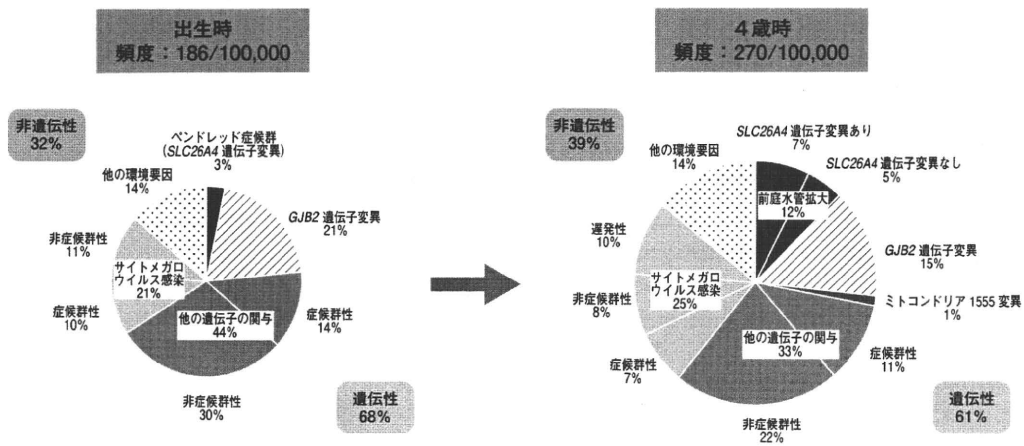 出生時
頻度：186/100,000
非遺伝性
32%
ペンドレッド症候群
(SLC26A4 遺伝子変異)
3%
他の環境要因
14%
GJB2 遺伝子変異
21%
非症候群性
11%
サイトメガロ
ウイルス感染
21%
症候群性
10%
他の遺伝子の関与
44%
症候群性
14%
非症候群性
30%
遺伝性
68%
4歳時
頻度：270/100,000
非遺伝性
39%
SLC26A4 遺伝子変異あり
7%
SLC26A4 遺伝子変異なし
5%
他の環境要因
14%
前庭水管拡大
12%
遅発性
10%
GJB2 遺伝子変異
15%
サイトメガロ
ウイルス感染
25%
ミトコンドリア 1555 変異
1%
非症候群性
8%
他の遺伝子の関与
33%
症候群性
11%
症候群性
7%
非症候群性
22%
遺伝性
61%